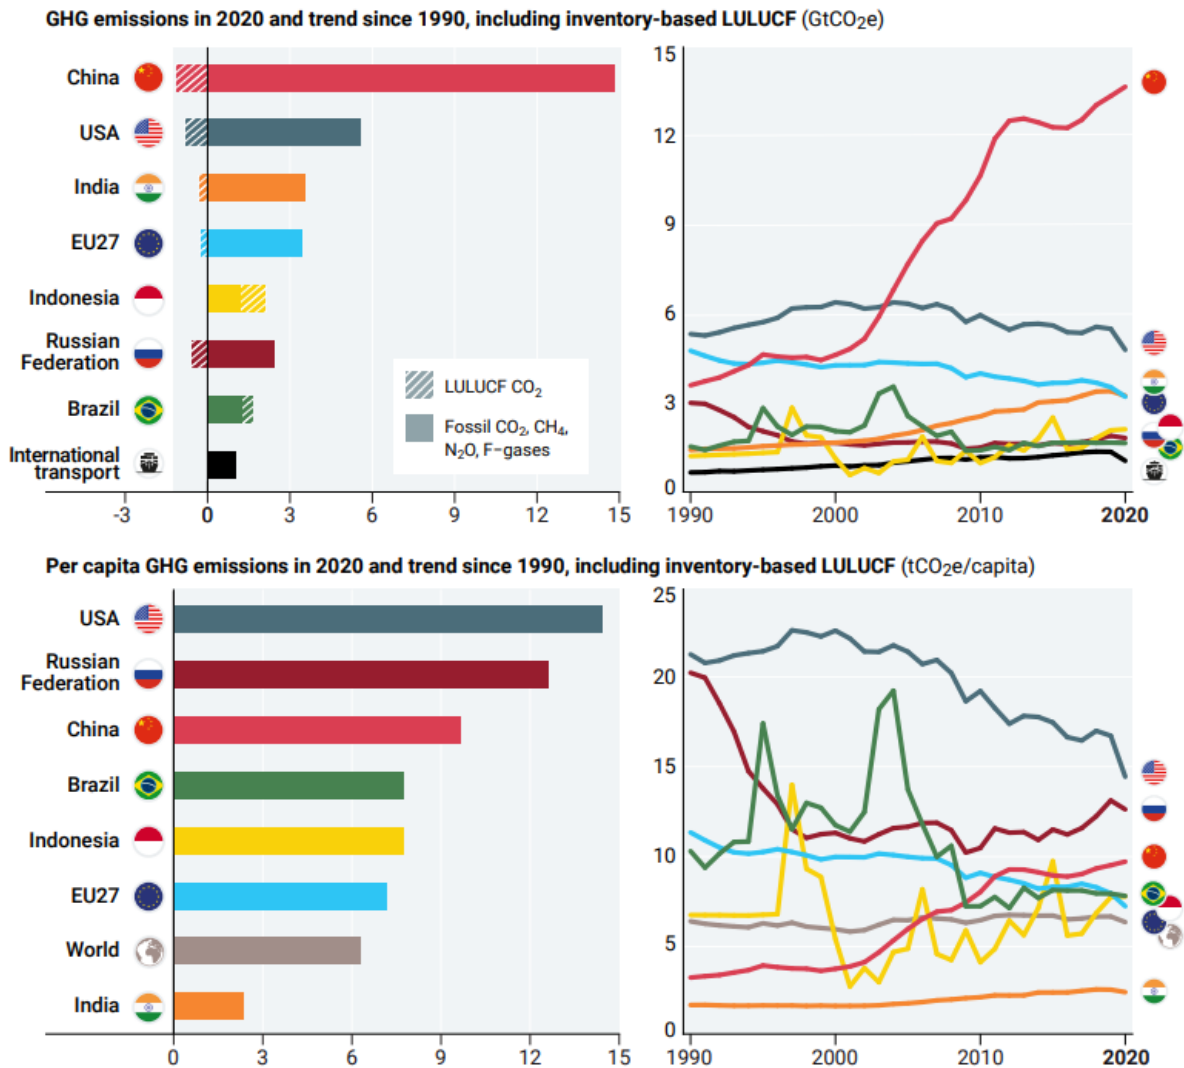 GHG emissions in 2020 and trend since 1990, including inventory-based LULUCF (GtCO₂e)
China
USA
India
EU27
Indonesia
Russian
Federation
Brazil
International
transport
LULUCF CO₂
Fossil CO₂, CH₄,
N₂O, F-gases
-3 0 3 6 9 12 15
15
12
9
6
3
0
1990 2000 2010 2020
Per capita GHG emissions in 2020 and trend since 1990, including inventory-based LULUCF (tCO₂e/capita)
USA
Russian
Federation
China
Brazil
Indonesia
EU27
World
India
0 3 6 9 12 15
25
20
15
10
5
0
1990 2000 2010 2020